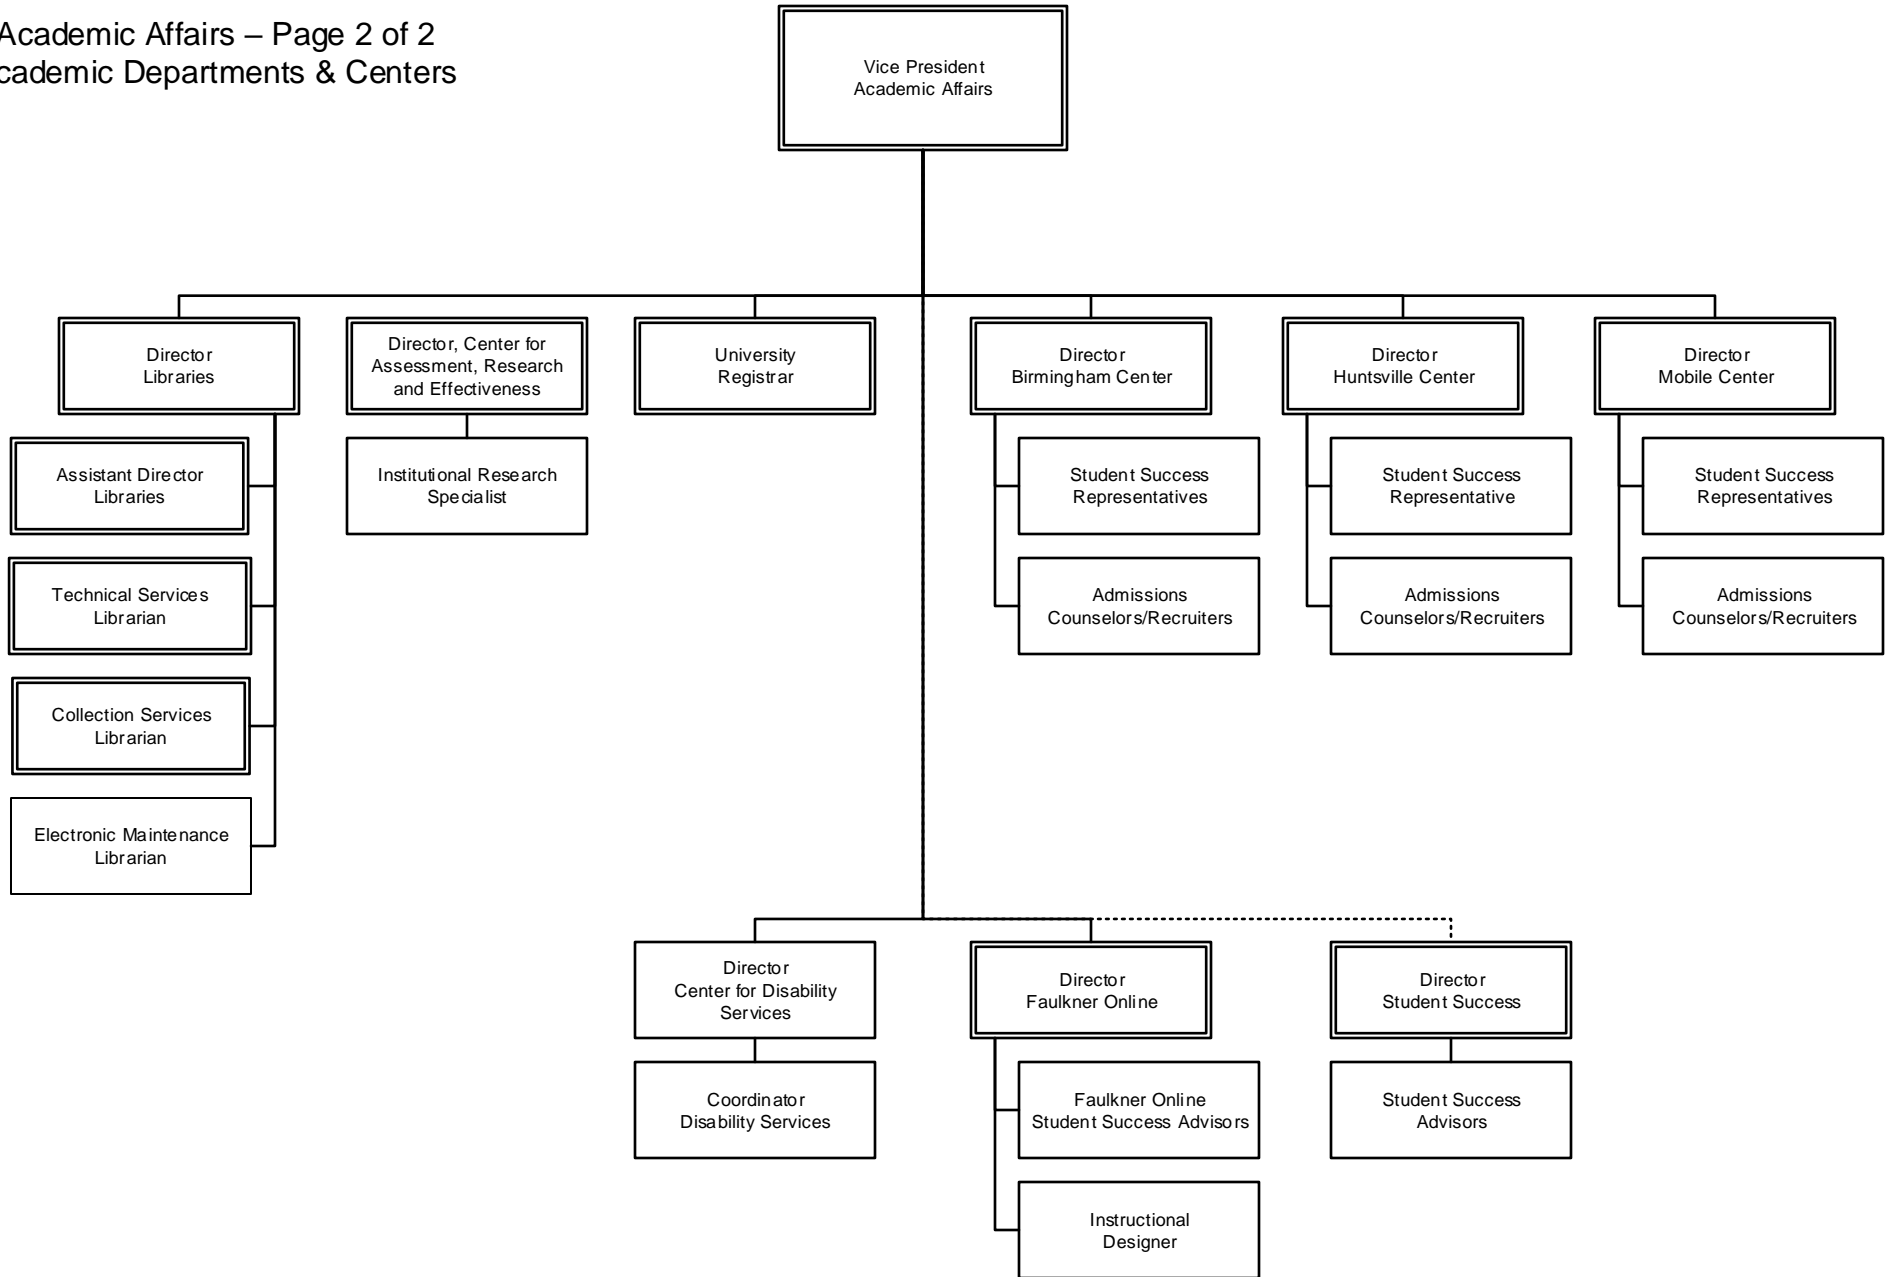 Academic Affairs – Page 2 of 2
cademic Departments & Centers
Vice President
Academic Affairs
Director
Libraries
Director, Center for
Assessment, Research
and Effectiveness
University
Registrar
Director
Birmingham Center
Director
Huntsville Center
Director
Mobile Center
Assistant Director
Libraries
Institutional Research
Specialist
Student Success
Representatives
Student Success
Representative
Student Success
Representatives
Technical Services
Librarian
Admissions
Counselors/Recruiters
Admissions
Counselors/Recruiters
Admissions
Counselors/Recruiters
Collection Services
Librarian
Electronic Maintenance
Librarian
Director
Center for Disability
Services
Director
Faulkner Online
Director
Student Success
Coordinator
Disability Services
Faulkner Online
Student Success Advisors
Student Success
Advisors
Instructional
Designer